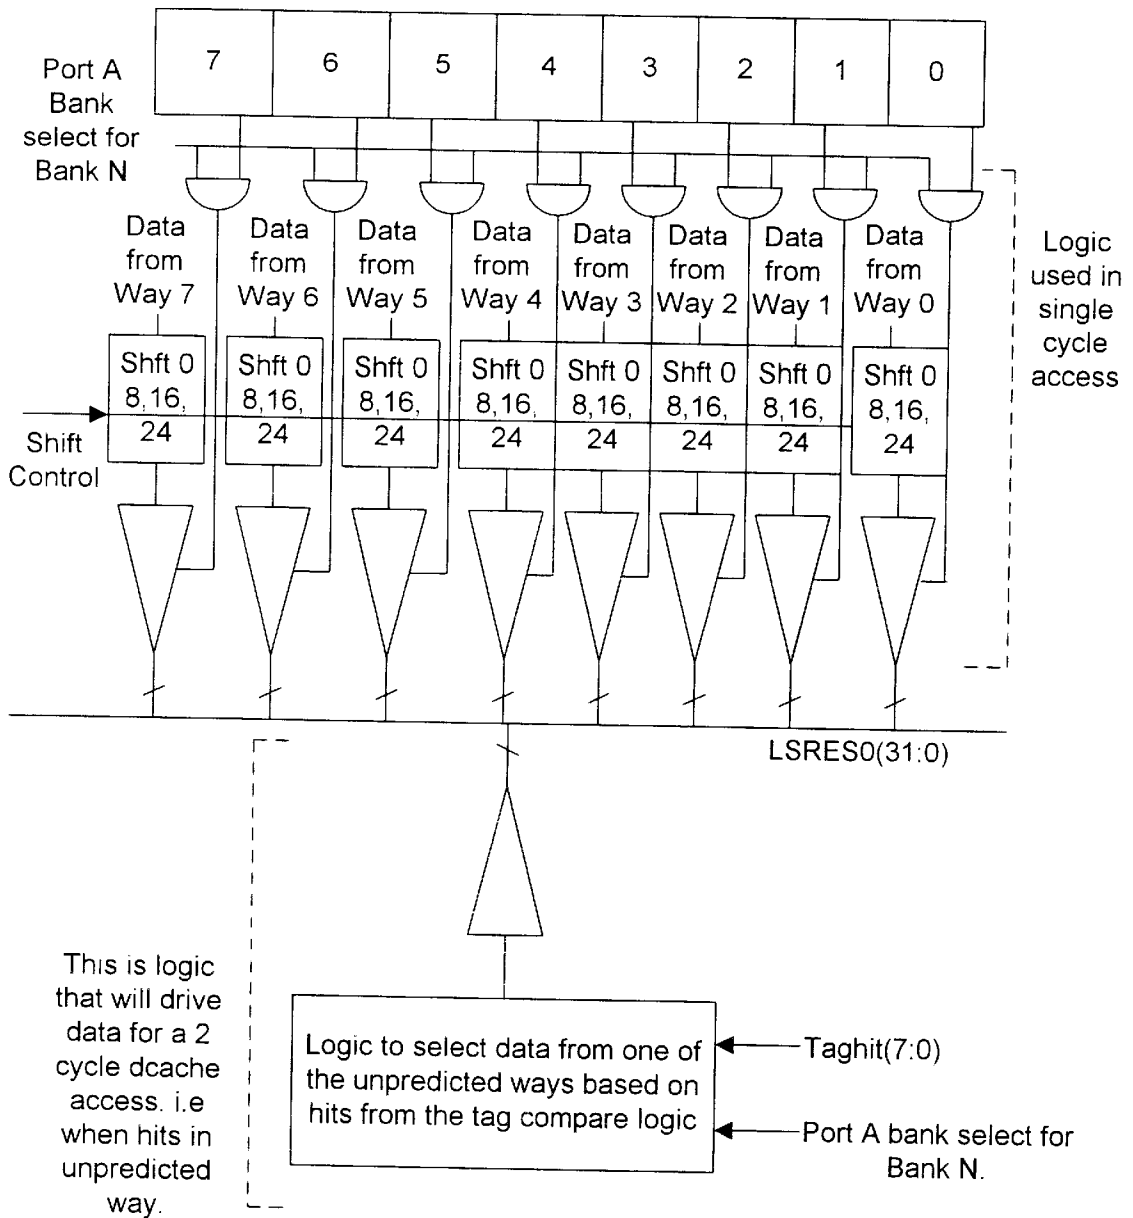 7 6 5 4 3 2 1 0
Port A
Bank
select for
Bank N
Data
from
Way 7
Data
from
Way 6
Data
from
Way 5
Data
from
Way 4
Data
from
Way 3
Data
from
Way 2
Data
from
Way 1
Data
from
Way 0
Logic
used in
single
cycle
access
Shft 0
8,16,
24
Shft 0
8,16,
24
Shft 0
8,16,
24
Shft 0
8,16,
24
Shft 0
8,16,
24
Shft 0
8,16,
24
Shft 0
8,16,
24
Shft 0
8,16,
24
Shift
Control
LSRES0(31:0)
This is logic
that will drive
data for a 2
cycle dcache
access. i.e
when hits in
unpredicted
way.
Logic to select data from one of
the unpredicted ways based on
hits from the tag compare logic
Taghit(7:0)
Port A bank select for
Bank N.